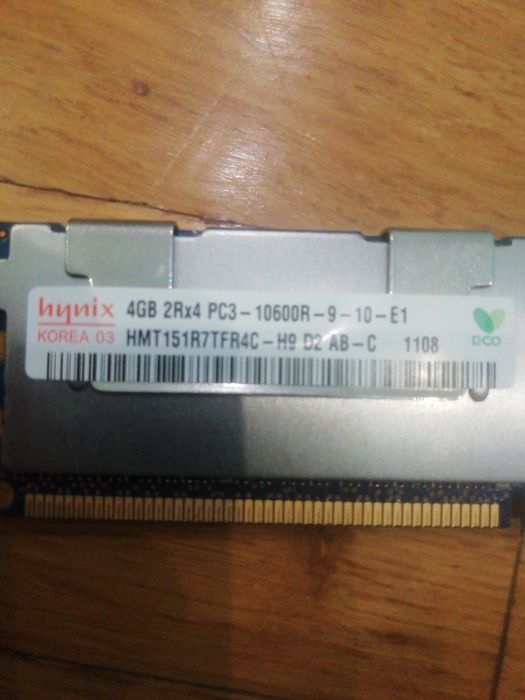 hynix 4GB 2Rx4 PC3-10600R-9-10-E1
KOREA 03 HMT151R7TFR4C-H9 D2 AB-C 1108
ECO